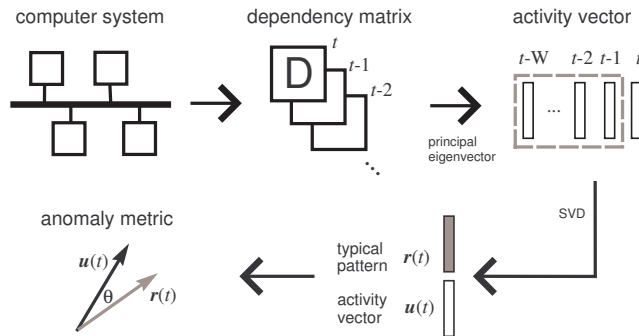 computer system
dependency matrix
activity vector
t
D
t-1
t-2
...
t-W
...
t-2
t-1
t
principal
eigenvector
SVD
anomaly metric
u(t)
θ
r(t)
typical
pattern
r(t)
activity
vector
u(t)